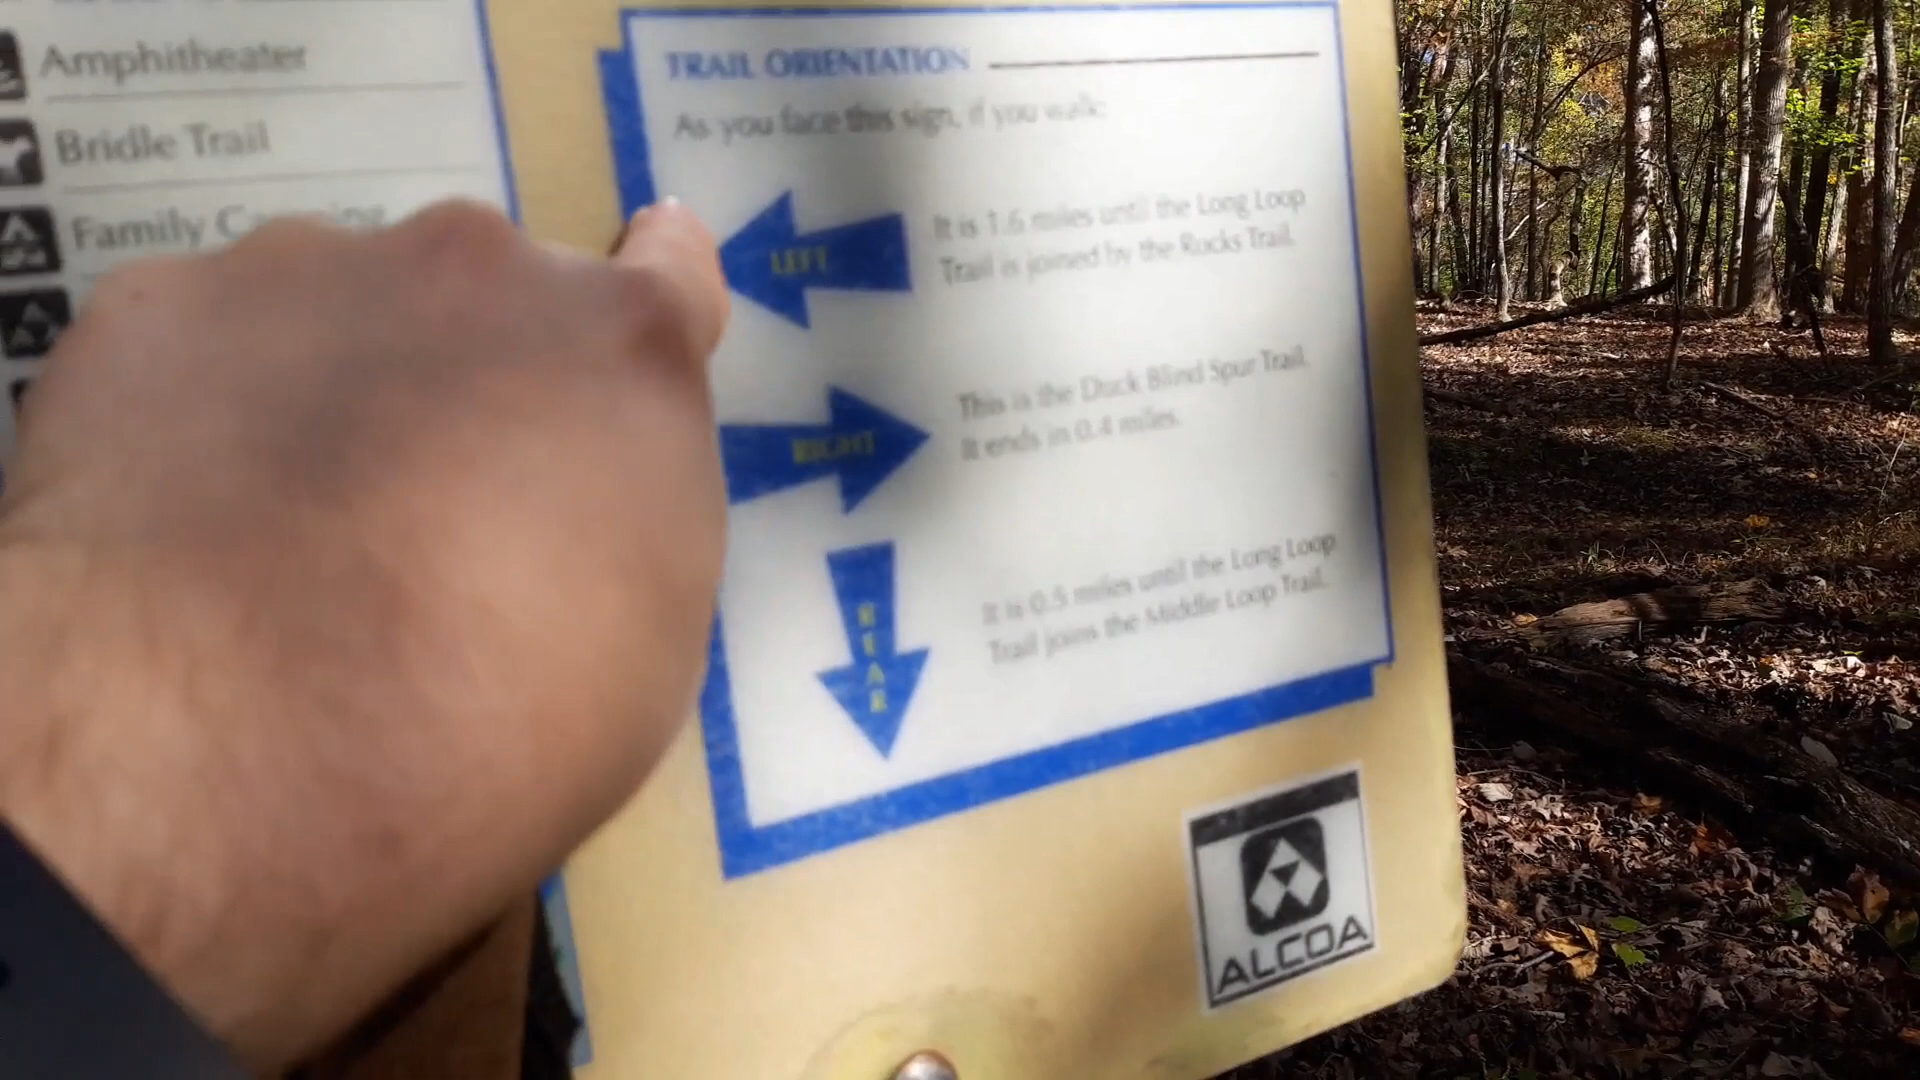 Amphitheater
Bridle Trail
Family Camping
TRAIL ORIENTATION
As you face this sign, if you walk:
LEFT
It is 1.6 miles until the Long Loop
Trail is joined by the Rocks Trail.
RIGHT
This is the Duck Blind Spur Trail.
It ends in 0.4 miles.
REAR
It is 0.5 miles until the Long Loop
Trail joins the Middle Loop Trail.
ALCOA